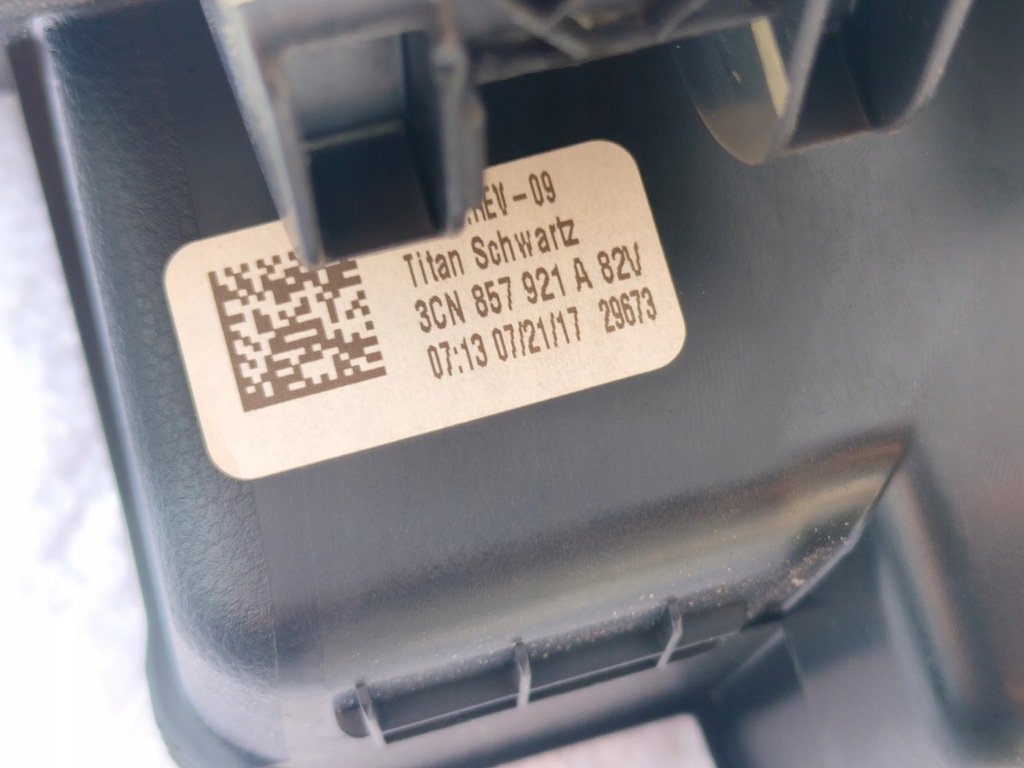 REV-09
Titan Schwartz
3CN 857 921 A 82V
07:13 07/21/17 29673